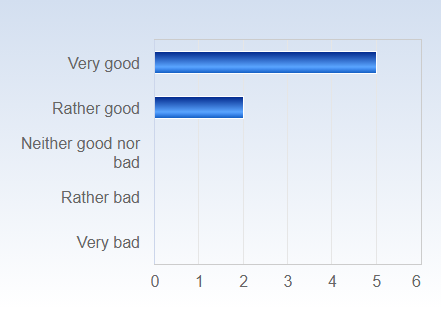 Very good
Rather good
Neither good nor
bad
Rather bad
Very bad
0 1 2 3 4 5 6